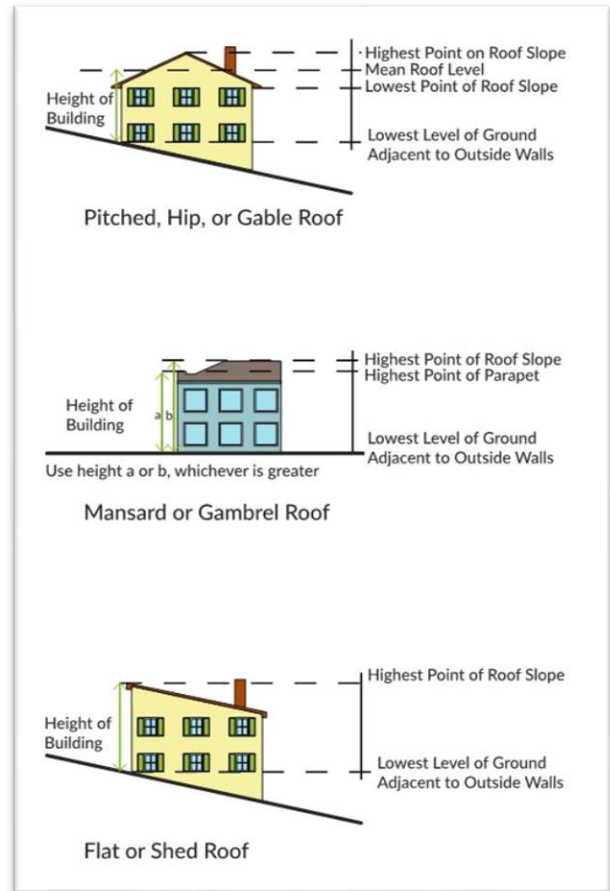 Highest Point on Roof Slope
Mean Roof Level
Lowest Point of Roof Slope
Height of
Building
Lowest Level of Ground
Adjacent to Outside Walls
Pitched, Hip, or Gable Roof
Highest Point of Roof Slope
Highest Point of Parapet
Height of
Building
a b
Lowest Level of Ground
Adjacent to Outside Walls
Use height a or b, whichever is greater
Mansard or Gambrel Roof
Highest Point of Roof Slope
Height of
Building
Lowest Level of Ground
Adjacent to Outside Walls
Flat or Shed Roof